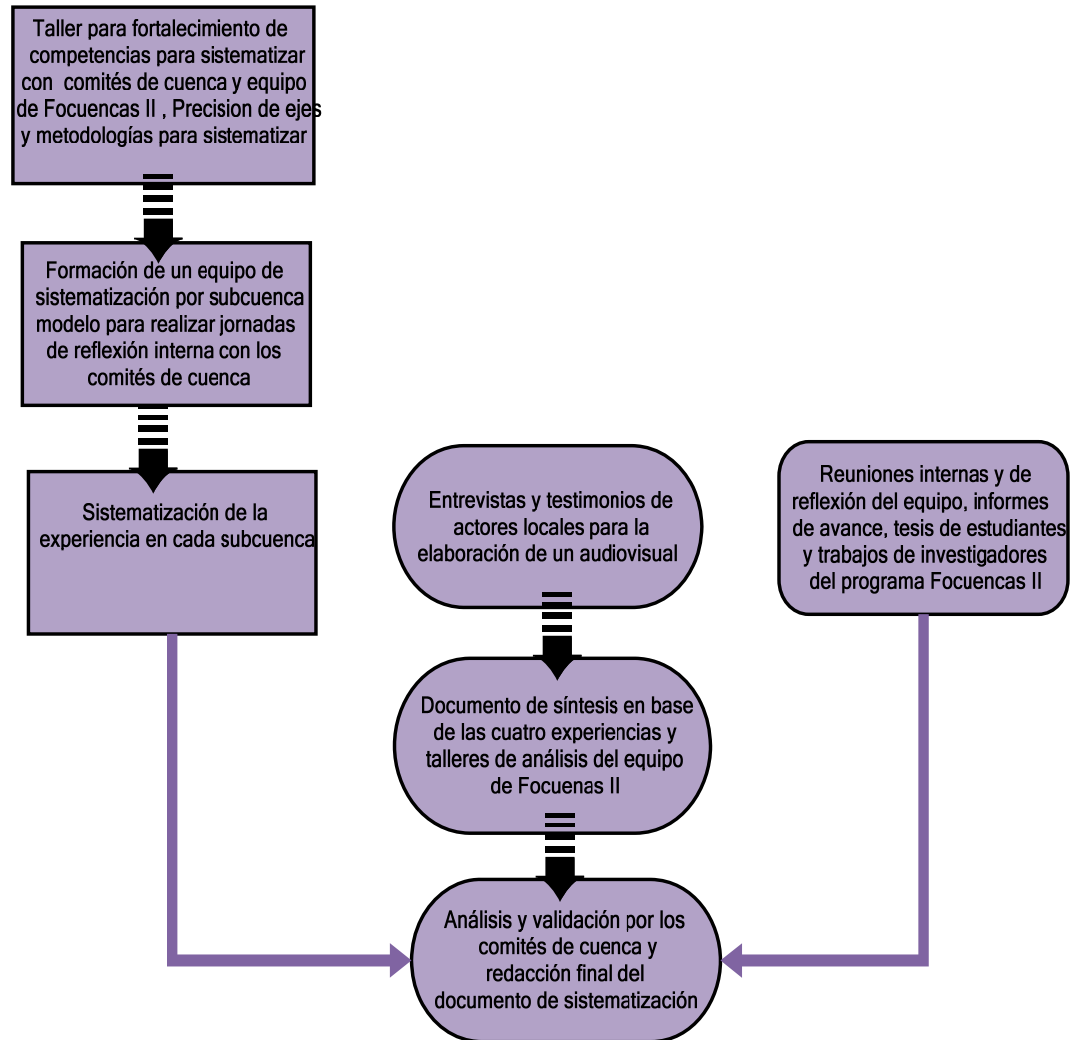 Taller para fortalecimiento de
competencias para sistematizar
con comités de cuenca y equipo
de Focuencas II , Precision de ejes
y metodologías para sistematizar
Formación de un equipo de
sistematización por subcuenca
modelo para realizar jornadas
de reflexión interna con los
comités de cuenca
Sistematización de la
experiencia en cada subcuenca
Entrevistas y testimonios de
actores locales para la
elaboración de un audiovisual
Documento de síntesis en base
de las cuatro experiencias y
talleres de análisis del equipo
de Focuenas II
Análisis y validación por los
comités de cuenca y
redacción final del
documento de sistematización
Reuniones internas y de
reflexión del equipo, informes
de avance, tesis de estudiantes
y trabajos de investigadores
del programa Focuencas II